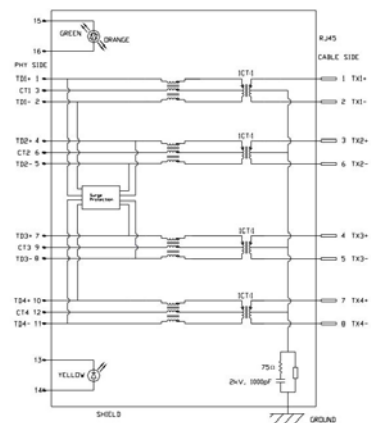 15
GREEN
ORANGE
16
RJ45
PHY SIDE
CABLE SIDE
TD1+ 1
1CT:1
1 TX1+
CT1 3
TD1- 2
2 TX1-
TD2+ 4
1CT:1
3 TX2+
CT2 6
TD2- 5
6 TX2-
Surge
Protection
TD3+ 7
1CT:1
4 TX3+
CT3 9
TD3- 8
5 TX3-
TD4+ 10
1CT:1
7 TX4+
CT4 12
TD4- 11
8 TX4-
13
75Ω
YELLOW
2kV, 1000pF
14
SHIELD
GROUND